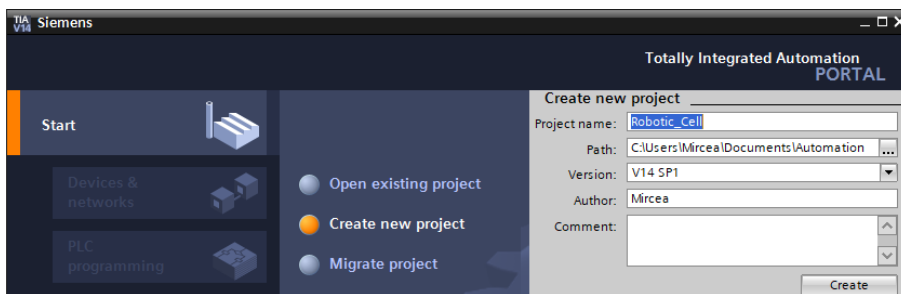 TIA V14 Siemens
Totally Integrated Automation
PORTAL
Start
Devices &
networks
PLC
programming
Open existing project
Create new project
Migrate project
Create new project
Project name: Robotic_Cell
Path: C:\Users\Mircea\Documents\Automation ...
Version: V14 SP1
Author: Mircea
Comment:
Create